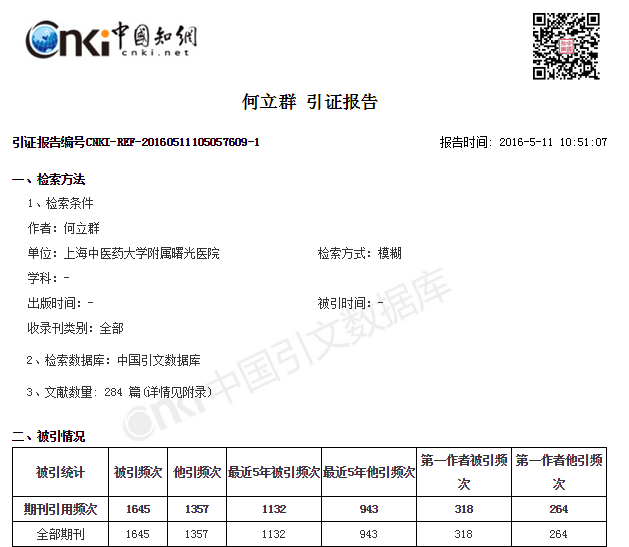 Cnki中国知網
cnki.net
何立群 引证报告
引证报告编号CNKI-REF-20160511105057609-1 报告时间: 2016-5-11 10:51:07
一、检索方法
1、检索条件
作者：何立群
单位：上海中医药大学附属曙光医院 检索方式：模糊
学科：-
出版时间：- 被引时间：-
收录刊类别：全部
2、检索数据库：中国引文数据库
3、文献数量: 284 篇(详情见附录)
Cnki中国引文数据库
二、被引情况
被引统计 被引频次 他引频次 最近5年被引频次 最近5年他引频次 第一作者被引频次 第一作者他引频次
期刊引用频次 1645 1357 1132 943 318 264
全部期刊 1645 1357 1132 943 318 264